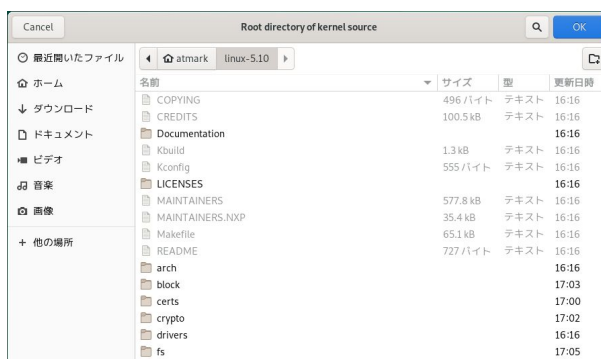 Cancel Root directory of kernel source OK
最近開いたファイル
ホーム
ダウンロード
ドキュメント
ビデオ
音楽
画像
+ 他の場所
atmark linux-5.10
名前 サイズ 型 更新日時
COPYING 496 バイト テキスト 16:16
CREDITS 100.5 kB テキスト 16:16
Documentation 16:16
Kbuild 1.3 kB テキスト 16:16
Kconfig 555 バイト テキスト 16:16
LICENSES 16:16
MAINTAINERS 577.8 kB テキスト 16:16
MAINTAINERS.NXP 35.4 kB テキスト 16:16
Makefile 65.1 kB テキスト 16:16
README 727 バイト テキスト 16:16
arch 16:16
block 17:03
certs 17:00
crypto 17:02
drivers 16:16
fs 17:05